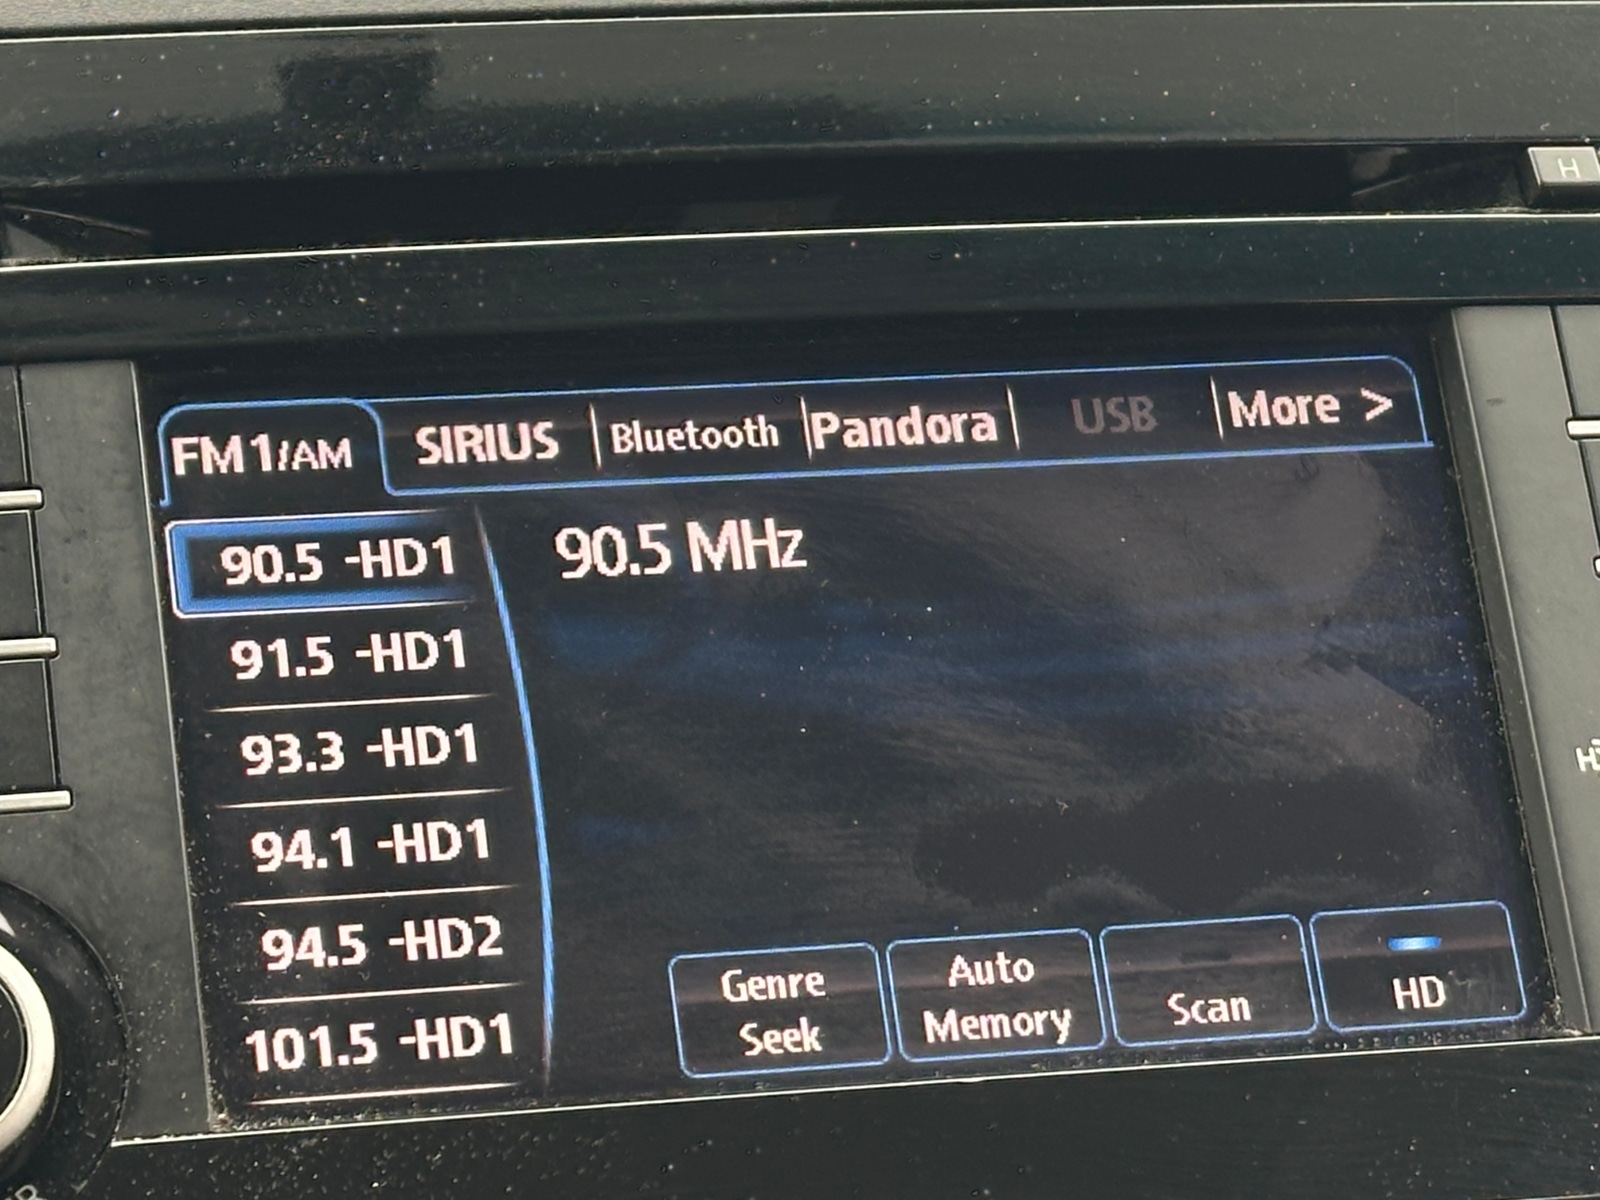 H
FM1/AM SIRIUS Bluetooth Pandora USB More >
90.5 -HD1
90.5 MHz
91.5 -HD1
93.3 -HD1
94.1 -HD1
94.5 -HD2
101.5 -HD1
Genre Seek
Auto Memory
Scan
HD